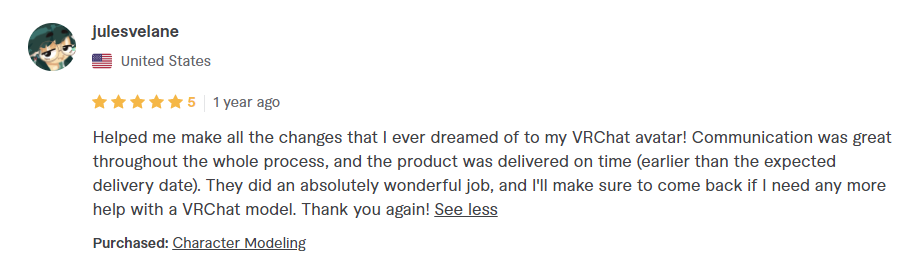 julesvelane
United States
5 1 year ago
Helped me make all the changes that I ever dreamed of to my VRChat avatar! Communication was great
throughout the whole process, and the product was delivered on time (earlier than the expected
delivery date). They did an absolutely wonderful job, and I'll make sure to come back if I need any more
help with a VRChat model. Thank you again! See less
Purchased: Character Modeling